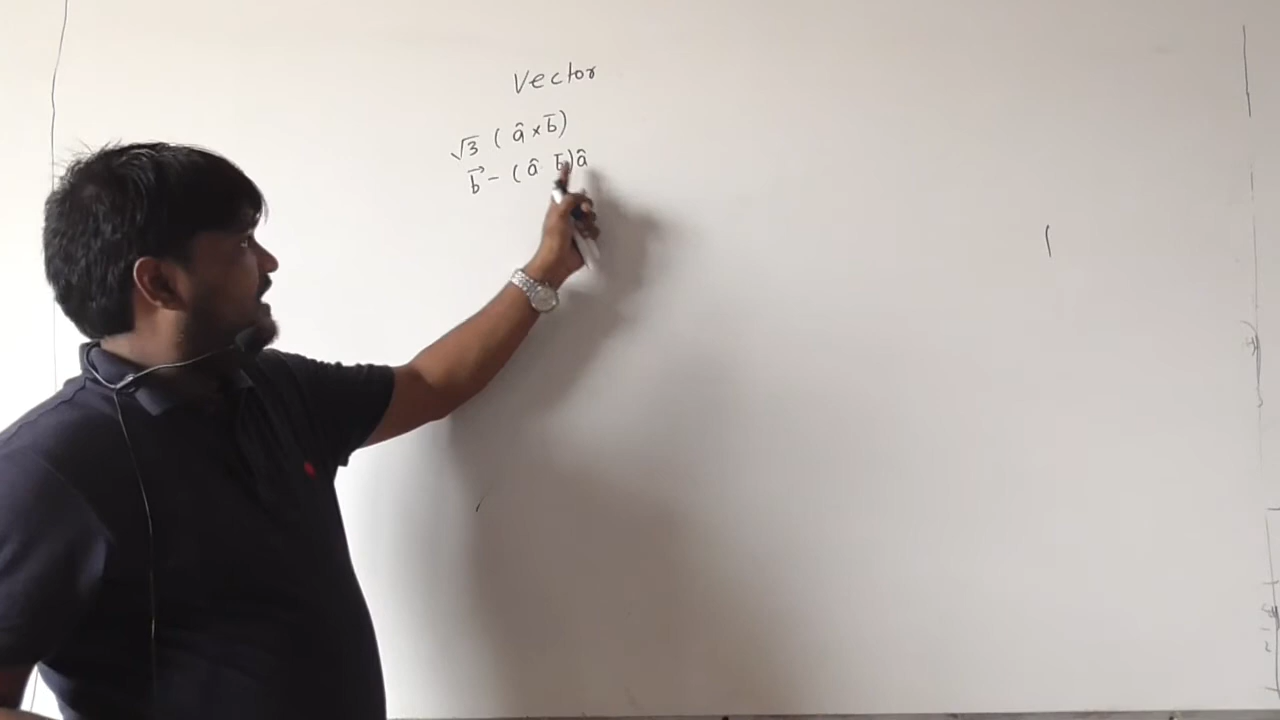 Vector
√3 ( â × b̄ )
b⃗ − ( â b̄ ) â